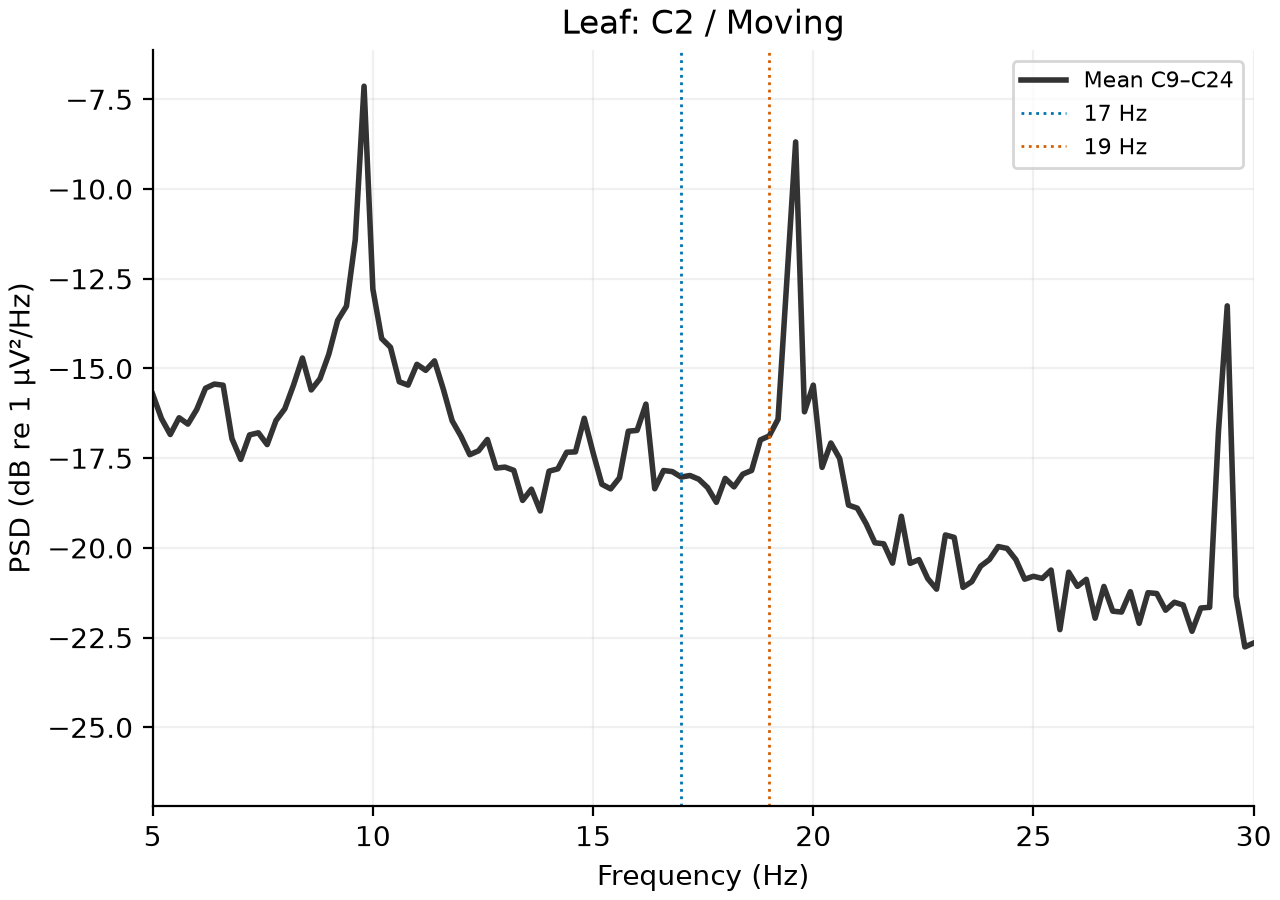 Leaf: C2 / Moving
Mean C9–C24
17 Hz
19 Hz
PSD (dB re 1 μV²/Hz)
−7.5
−10.0
−12.5
−15.0
−17.5
−20.0
−22.5
−25.0
5 10 15 20 25 30
Frequency (Hz)